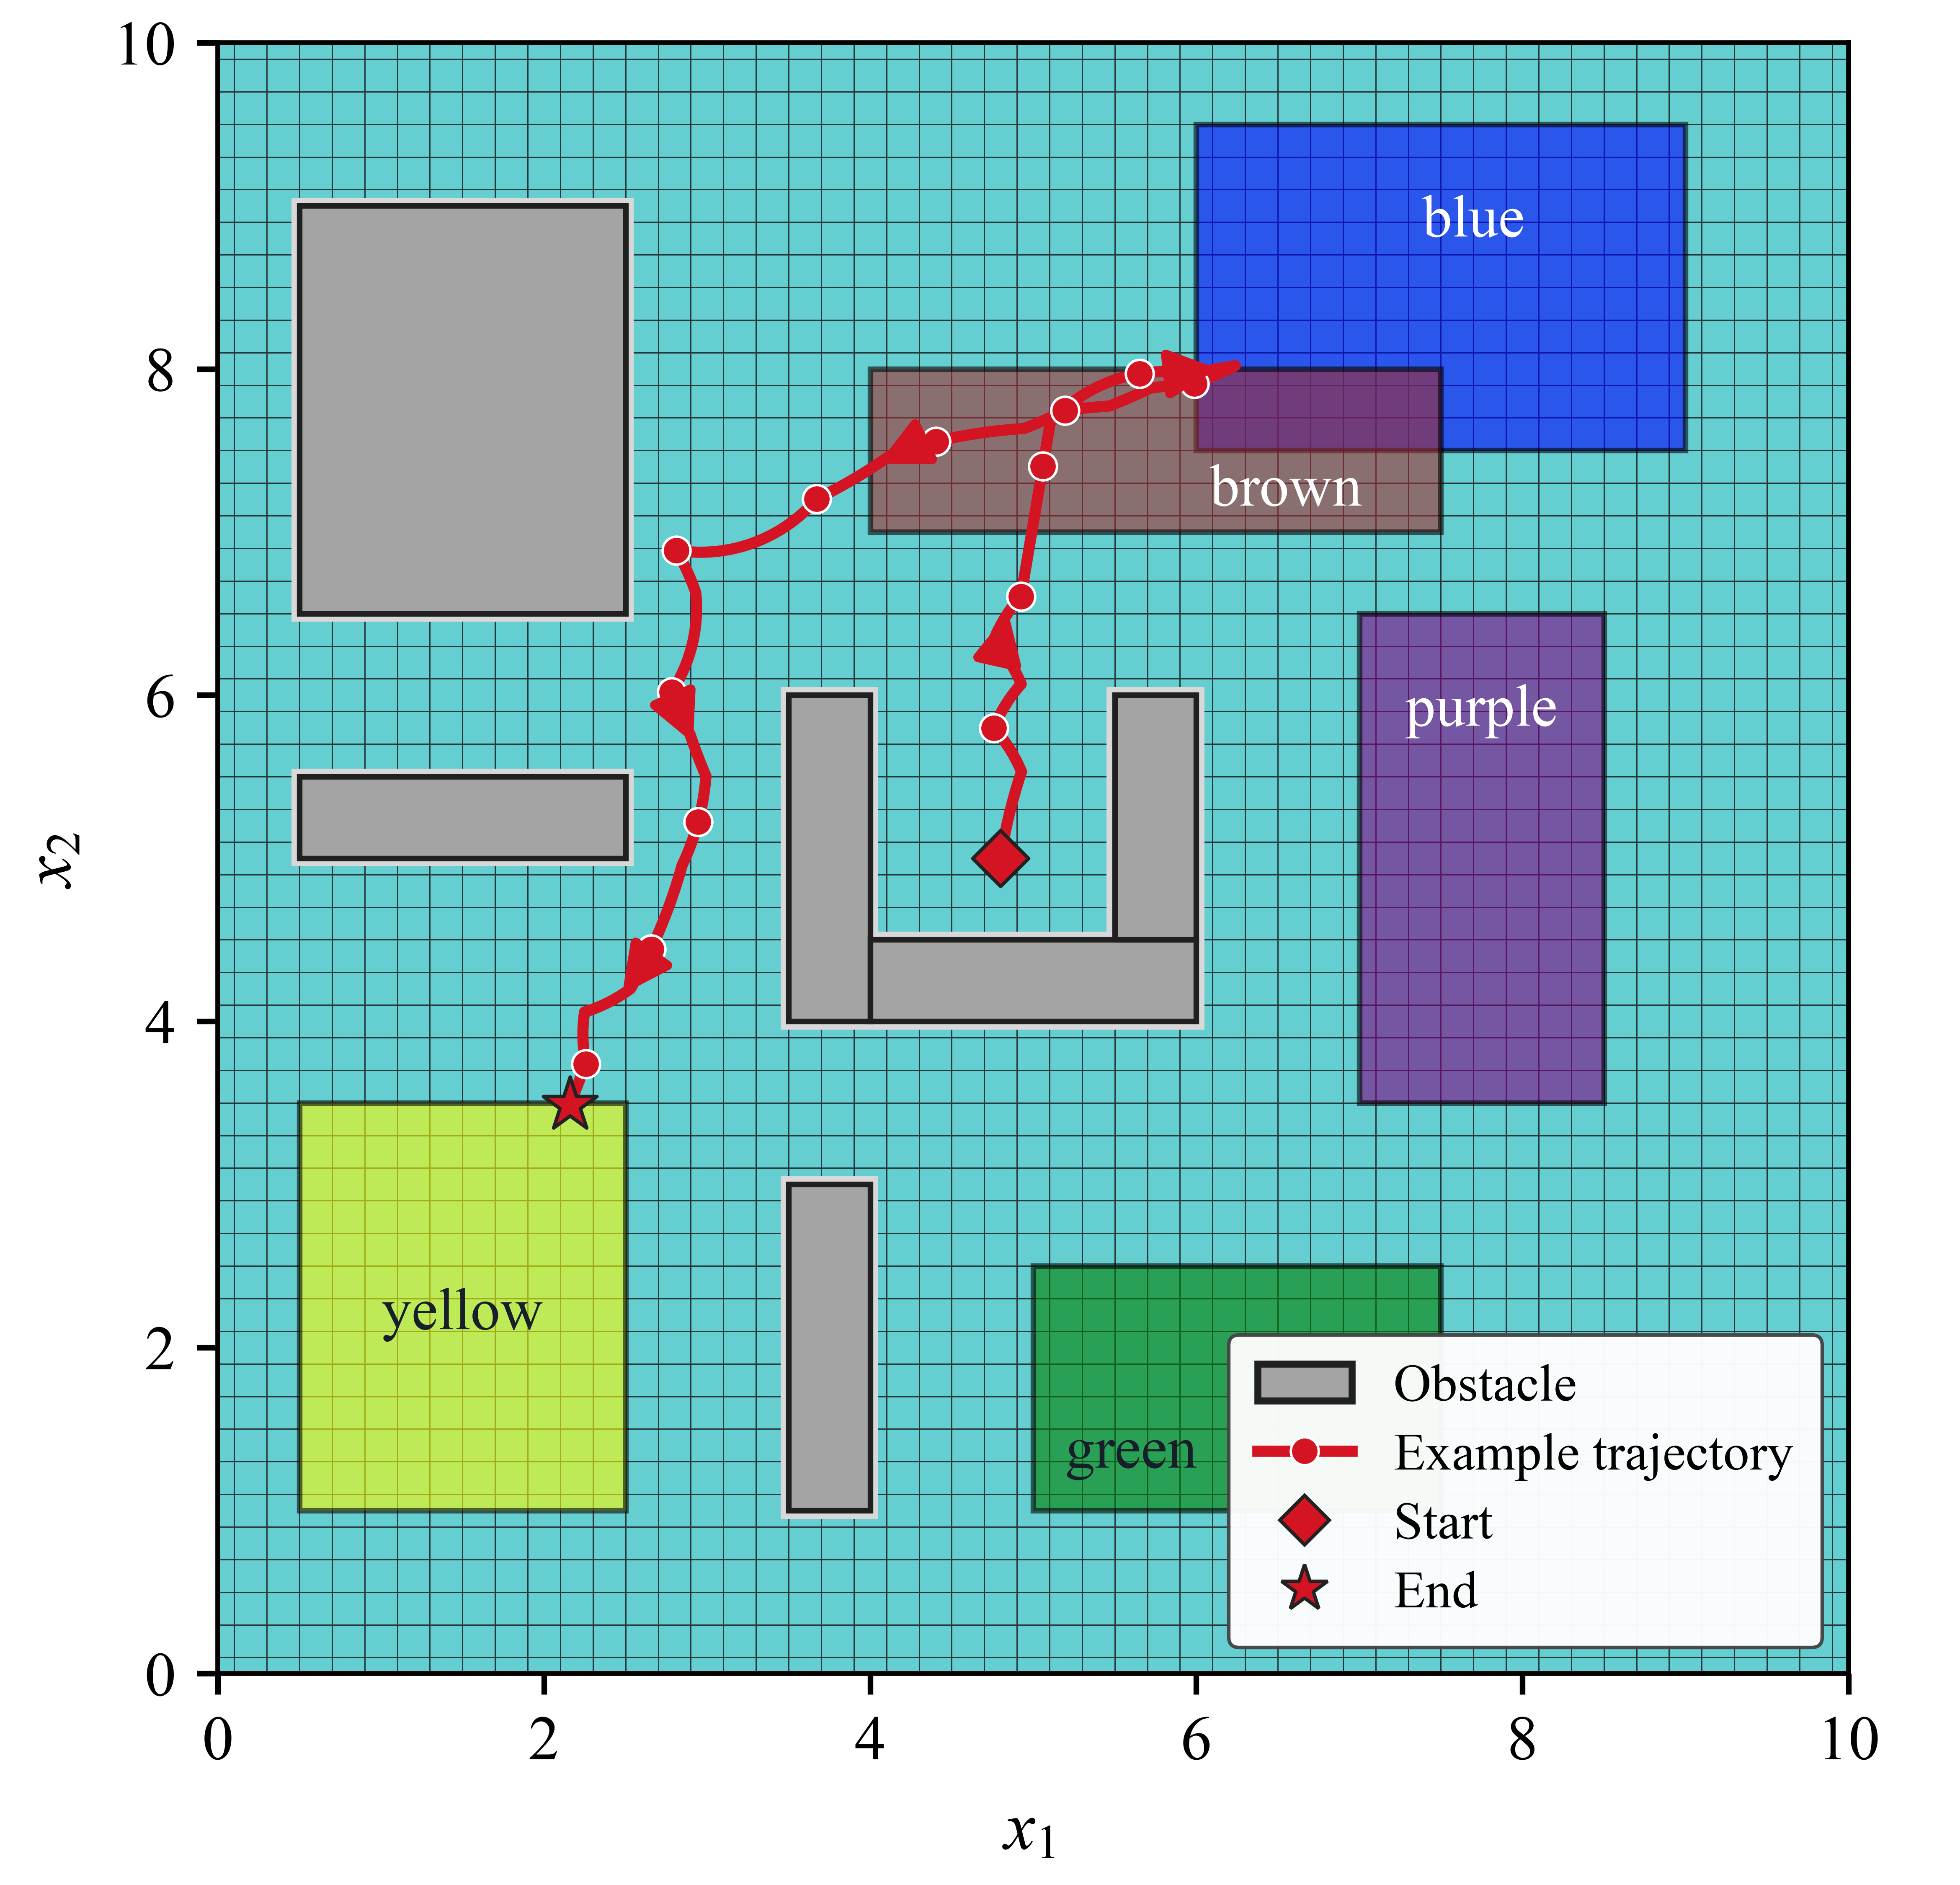 10
8
6
4
2
0
x2
blue
brown
purple
yellow
green
Obstacle
Example trajectory
Start
End
0 2 4 6 8 10
x1